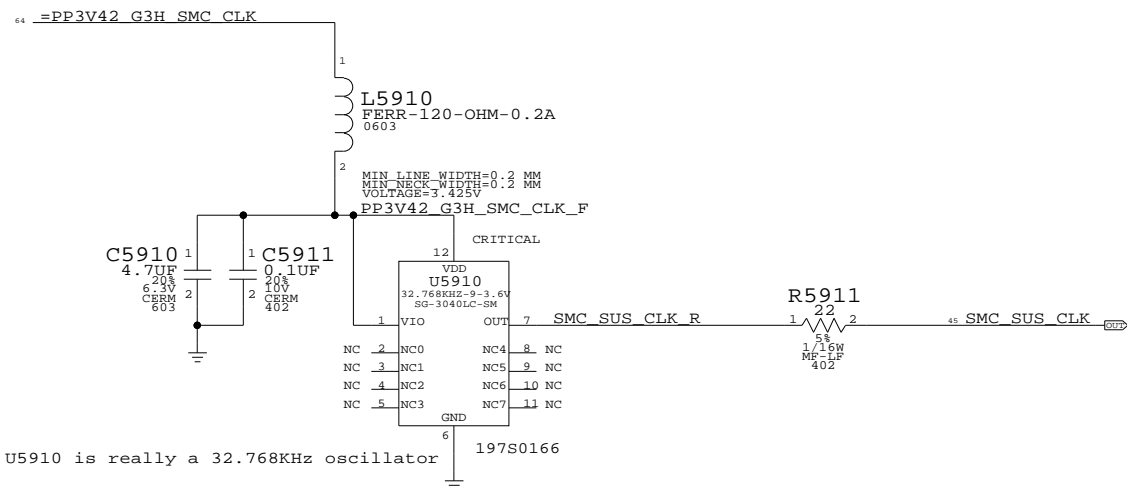 64 =PP3V42_G3H_SMC_CLK
1
L5910
FERR-120-OHM-0.2A
0603
2
MIN_LINE_WIDTH=0.2 MM
MIN_NECK_WIDTH=0.2 MM
VOLTAGE=3.425V
PP3V42_G3H_SMC_CLK_F
CRITICAL
C5910 1
4.7UF
20%
6.3V 2
CERM
603
1 C5911
0.1UF
20%
2 10V
CERM
402
12
VDD
U5910
32.768KHZ-9-3.6V
SG-3040LC-SM
1 VIO OUT 7 SMC_SUS_CLK_R
R5911
22
1 2
5%
1/16W
MF-LF
402
45 SMC_SUS_CLK OUT
NC 2 NC0 NC4 8 NC
NC 3 NC1 NC5 9 NC
NC 4 NC2 NC6 10 NC
NC 5 NC3 NC7 11 NC
GND
6
197S0166
U5910 is really a 32.768KHz oscillator